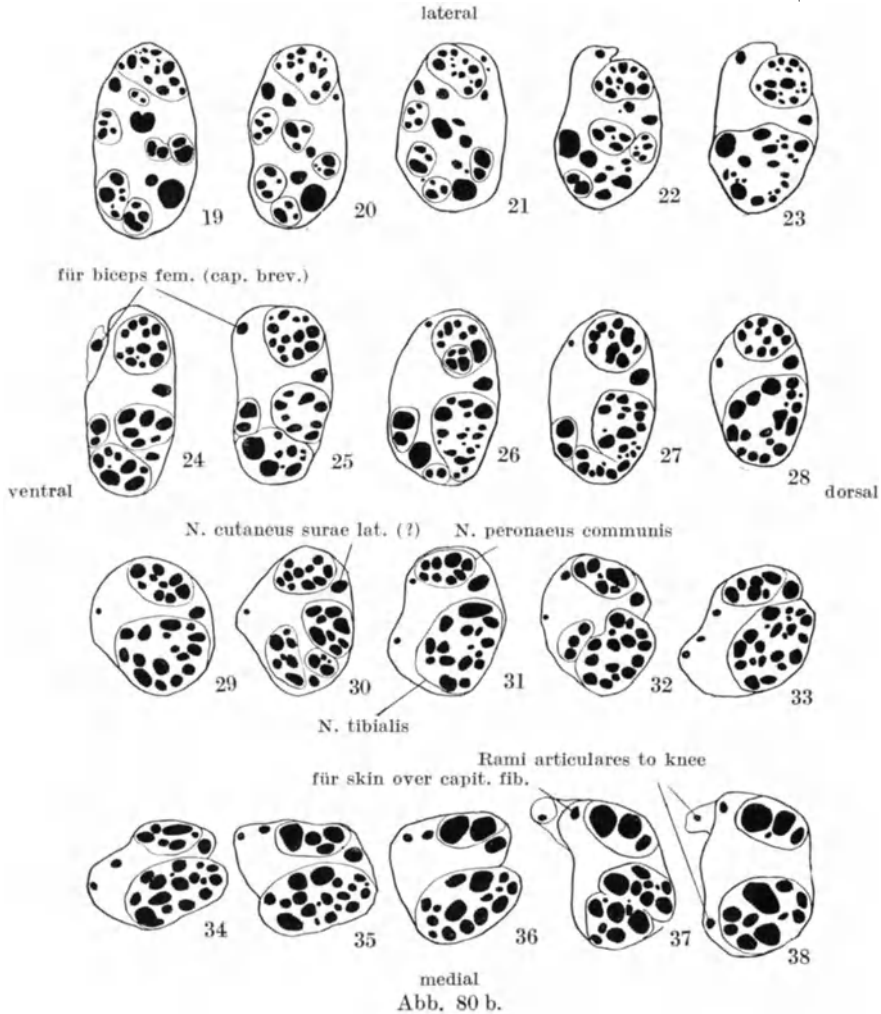 lateral
19 20 21 22 23
für biceps fem. (cap. brev.)
24 25 26 27 28
ventral dorsal
N. cutaneus surae lat. (?) N. peronaeus communis
29 30 31 32 33
N. tibialis
Rami articulares to knee
für skin over capit. fib.
34 35 36 37 38
medial
Abb. 80 b.